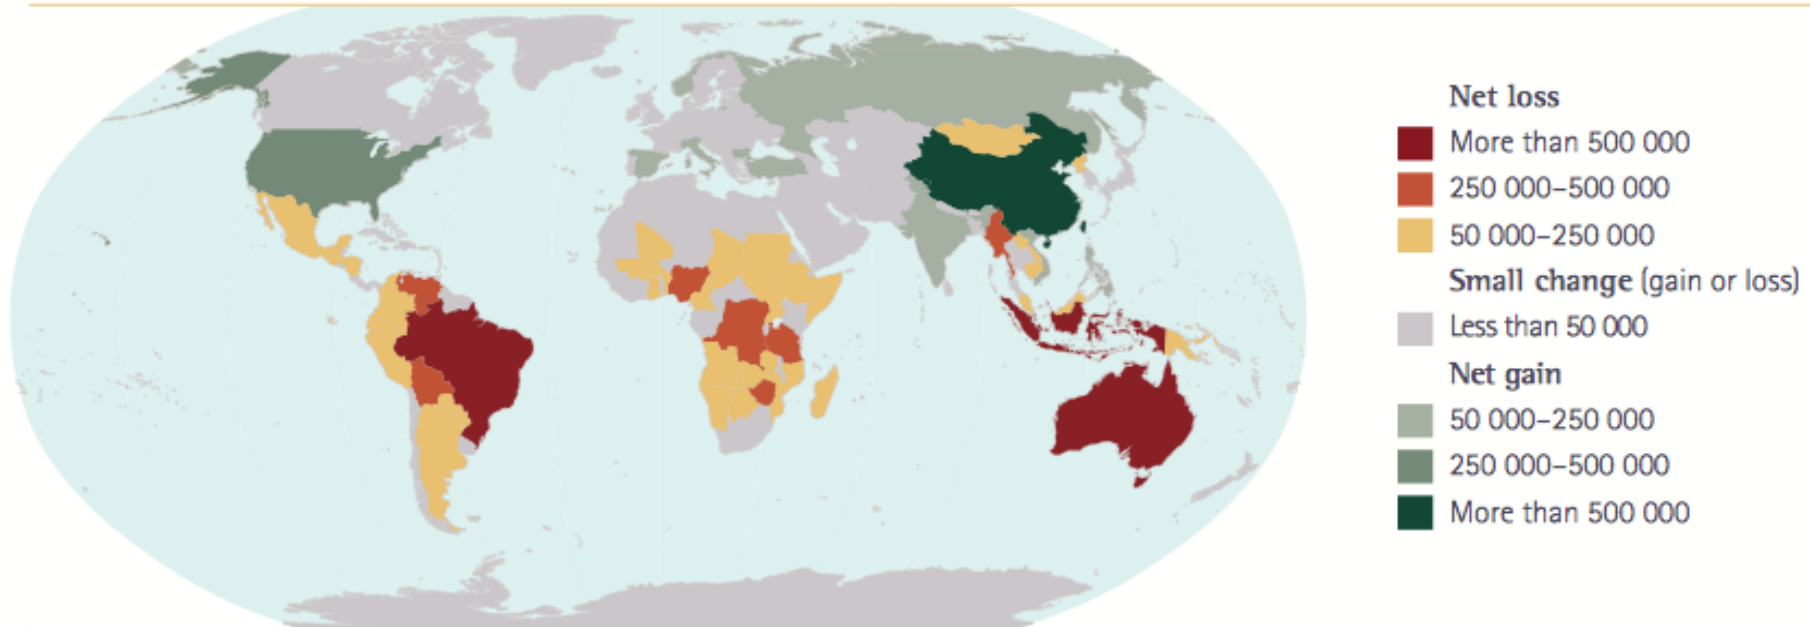 Net loss
More than 500 000
250 000–500 000
50 000–250 000
Small change (gain or loss)
Less than 50 000
Net gain
50 000–250 000
250 000–500 000
More than 500 000